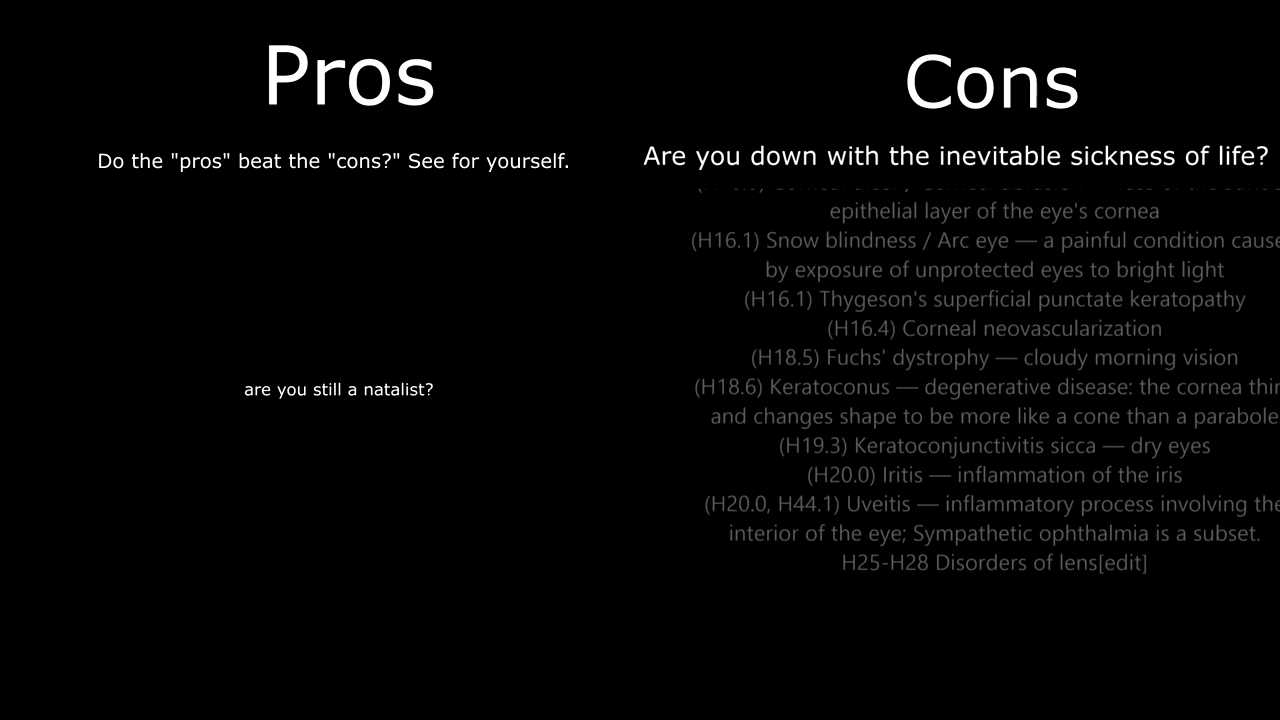 Pros
Do the "pros" beat the "cons?" See for yourself.
are you still a natalist?
Cons
Are you down with the inevitable sickness of life?
epithelial layer of the eye's cornea
(H16.1) Snow blindness / Arc eye — a painful condition cause
by exposure of unprotected eyes to bright light
(H16.1) Thygeson's superficial punctate keratopathy
(H16.4) Corneal neovascularization
(H18.5) Fuchs' dystrophy — cloudy morning vision
(H18.6) Keratoconus — degenerative disease: the cornea thin
and changes shape to be more like a cone than a parabole
(H19.3) Keratoconjunctivitis sicca — dry eyes
(H20.0) Iritis — inflammation of the iris
(H20.0, H44.1) Uveitis — inflammatory process involving the
interior of the eye; Sympathetic ophthalmia is a subset.
H25-H28 Disorders of lens[edit]